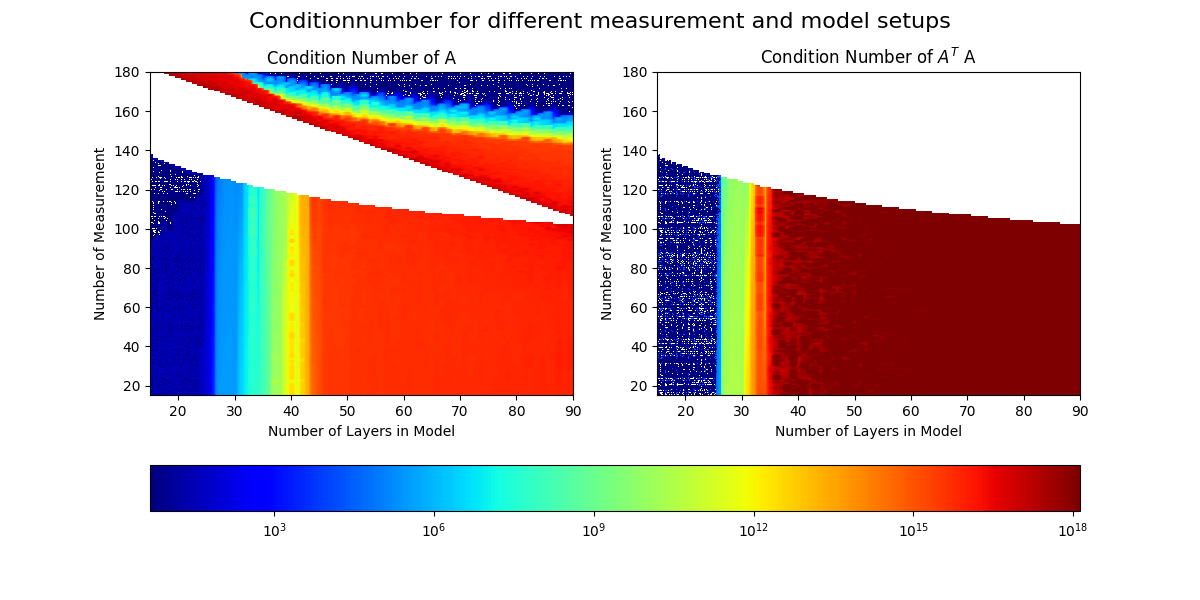 Conditionnumber for different measurement and model setups
Condition Number of A
Condition Number of A^T A
Number of Measurement
180
160
140
120
100
80
60
40
20
20 30 40 50 60 70 80 90
Number of Layers in Model
Number of Measurement
180
160
140
120
100
80
60
40
20
20 30 40 50 60 70 80 90
Number of Layers in Model
10^3 10^6 10^9 10^12 10^15 10^18